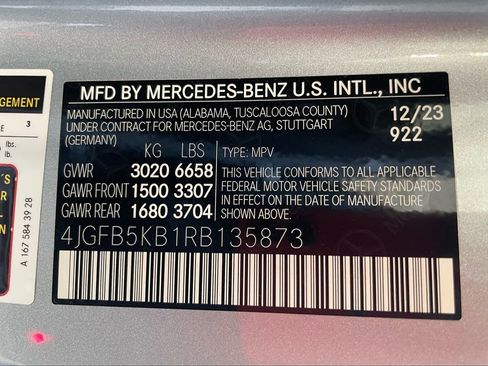 MFD BY MERCEDES-BENZ U.S. INTL., INC
MANUFACTURED IN USA (ALABAMA, TUSCALOOSA COUNTY)
UNDER CONTRACT FOR MERCEDES-BENZ AG, STUTTGART
(GERMANY)
12/23
922
KG LBS
TYPE: MPV
GVWR 3020 6658
GAWR FRONT 1500 3307
GAWR REAR 1680 3704
THIS VEHICLE CONFORMS TO ALL APPLICABLE
FEDERAL MOTOR VEHICLE SAFETY STANDARDS
IN EFFECT ON THE DATE OF MANUFACTURE
SHOWN ABOVE.
4JGFB5KB1RB135873
GEMENT
E 3
lbs.
lb.
'S
R
N
A 167 584 39 28